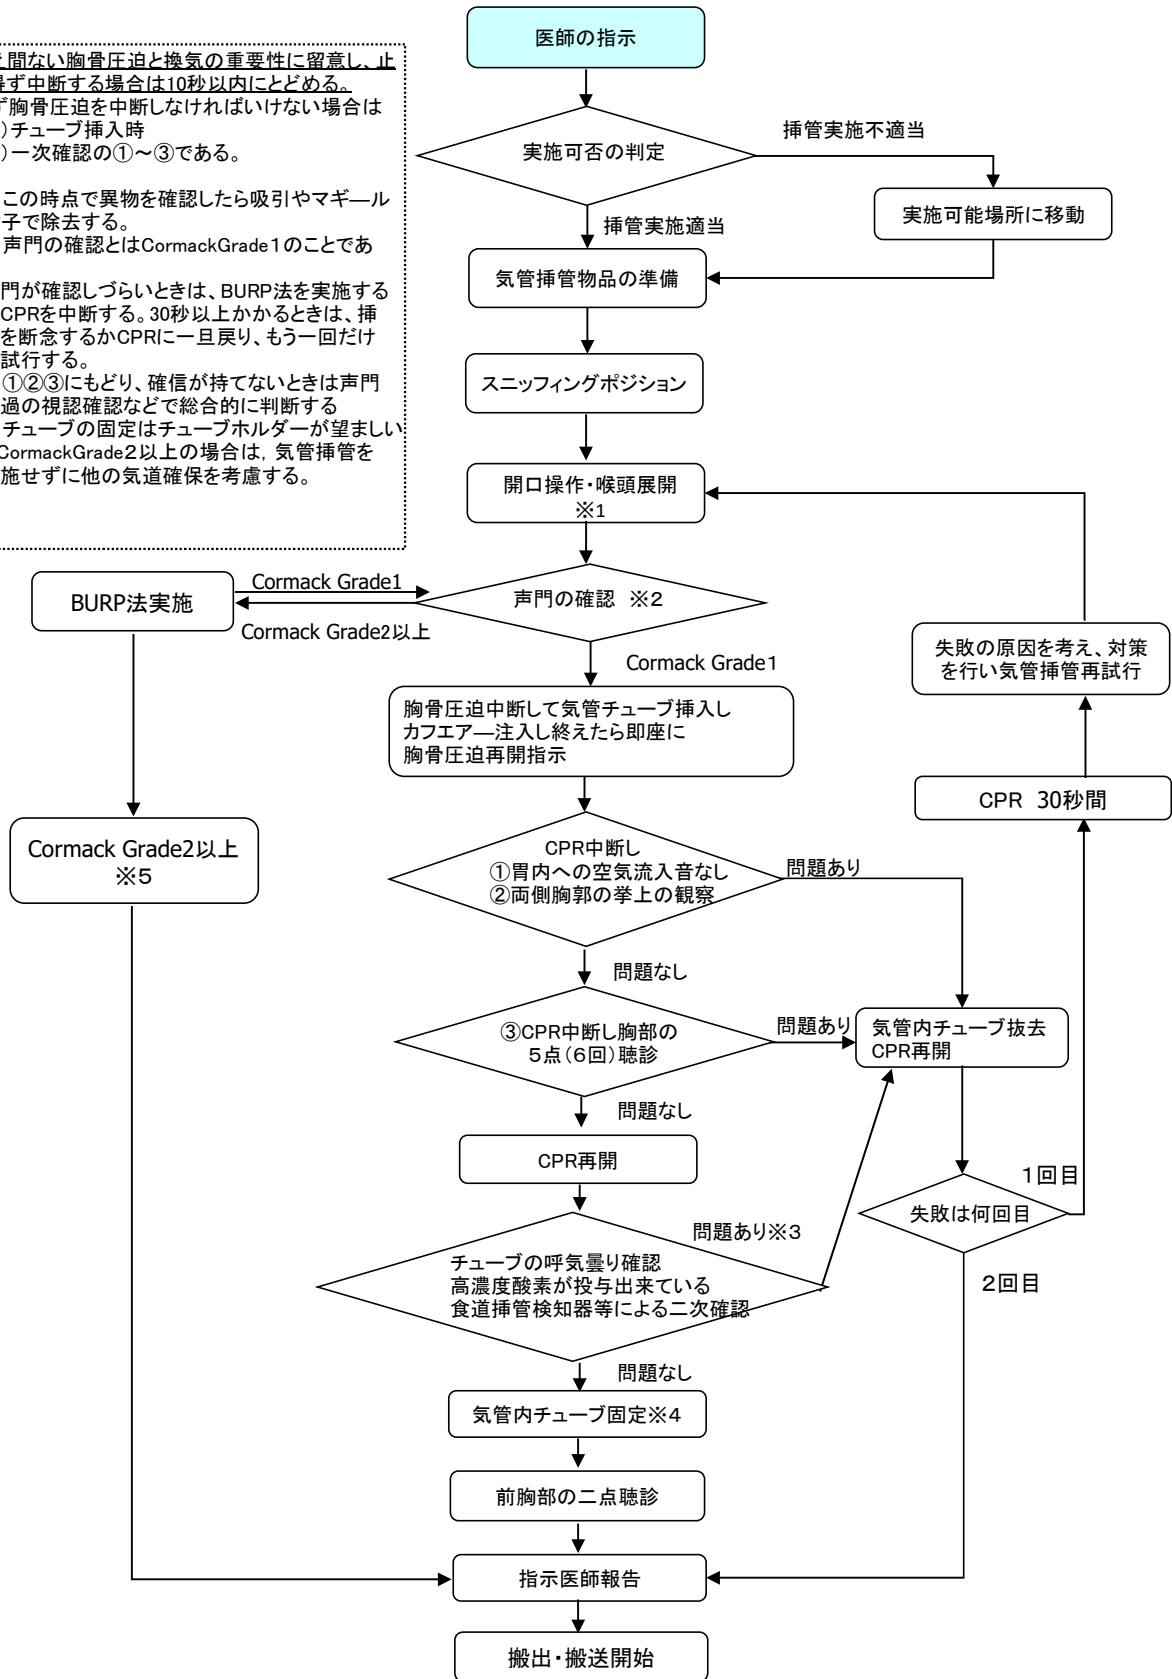 医師の指示
え間ない胸骨圧迫と換気の重要性に留意し、止
得ず中断する場合は10秒以内にとどめる。
ず胸骨圧迫を中断しなければいけない場合は
)チューブ挿入時
)一次確認の①～③である。
この時点で異物を確認したら吸引やマギール
子で除去する。
声門の確認とはCormackGrade1のことであ
門が確認しづらいときは、BURP法を実施する
CPRを中断する。30秒以上かかるときは、挿
を断念するかCPRに一旦戻り、もう一回だけ
試行する。
①②③にもどり、確信が持てないときは声門
過の視認確認などで総合的に判断する
チューブの固定はチューブホルダーが望ましい
CormackGrade2以上の場合は，気管挿管を
施せずに他の気道確保を考慮する。
実施可否の判定
挿管実施不適当
実施可能場所に移動
挿管実施適当
気管挿管物品の準備
スニッフィングポジション
開口操作・喉頭展開
※1
BURP法実施
Cormack Grade1
声門の確認 ※2
Cormack Grade2以上
Cormack Grade1
失敗の原因を考え、対策
を行い気管挿管再試行
胸骨圧迫中断して気管チューブ挿入し
カフエア―注入し終えたら即座に
胸骨圧迫再開指示
CPR 30秒間
Cormack Grade2以上
※5
CPR中断し
①胃内への空気流入音なし
②両側胸郭の挙上の観察
問題あり
問題なし
③CPR中断し胸部の
5点(6回)聴診
問題あり
気管内チューブ抜去
CPR再開
問題なし
CPR再開
1回目
失敗は何回目
2回目
問題あり※3
チューブの呼気曇り確認
高濃度酸素が投与出来ている
食道挿管検知器等による二次確認
問題なし
気管内チューブ固定※4
前胸部の二点聴診
指示医師報告
搬出・搬送開始